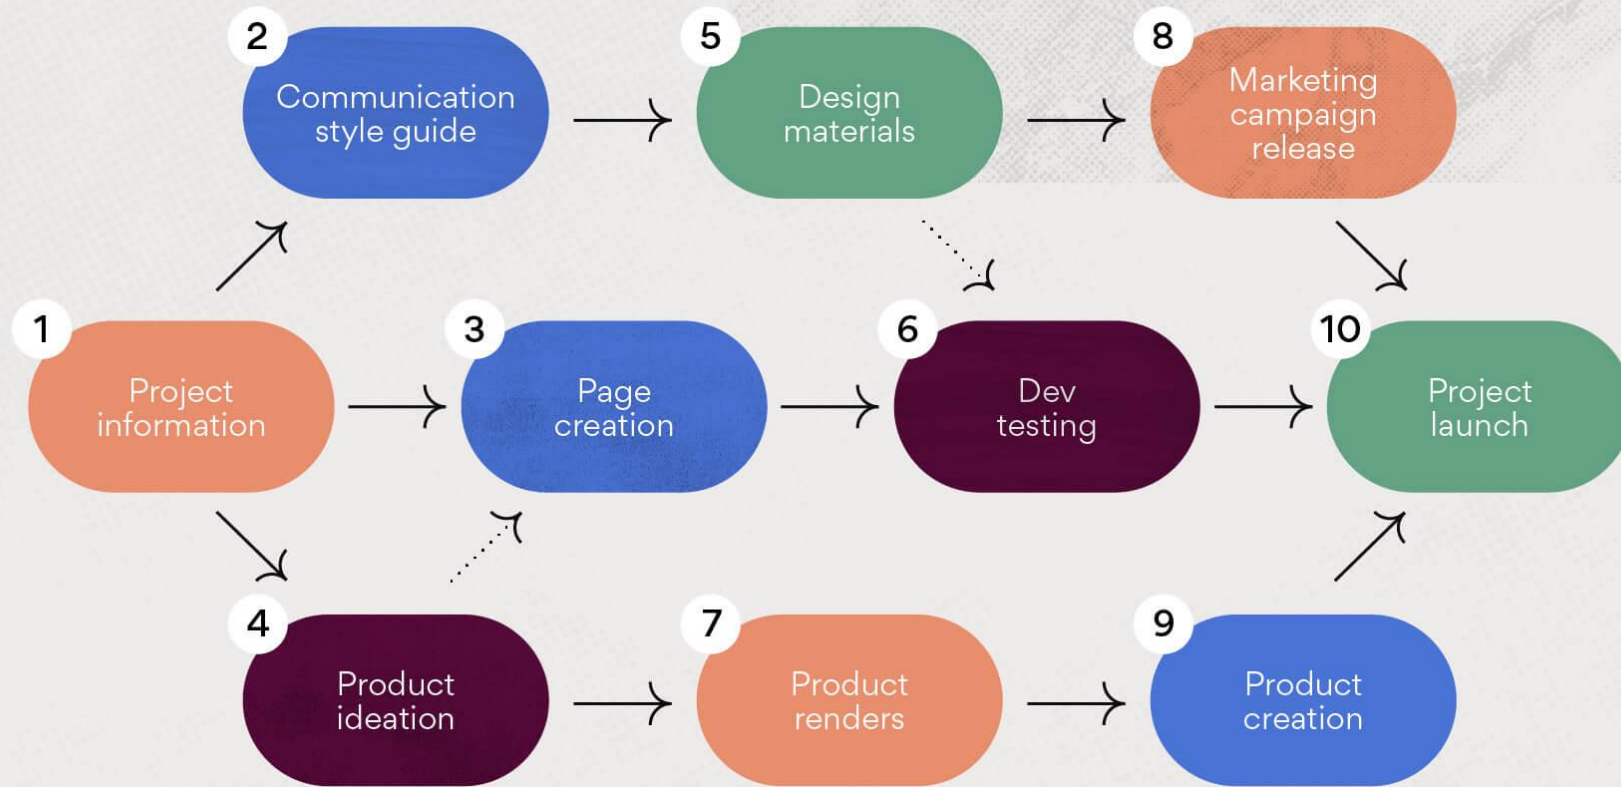 2
Communication
style guide
5
Design
materials
8
Marketing
campaign
release
1
Project
information
3
Page
creation
6
Dev
testing
10
Project
launch
4
Product
ideation
7
Product
renders
9
Product
creation